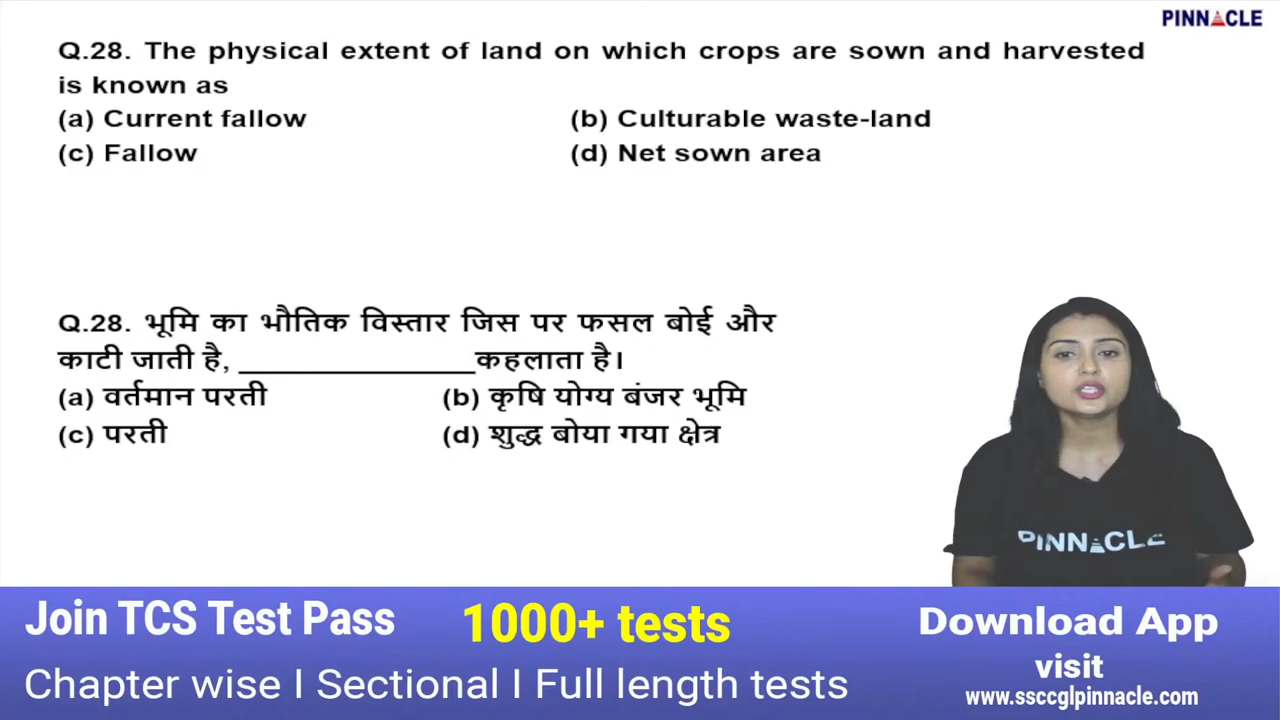 PINNACLE
Q.28. The physical extent of land on which crops are sown and harvested
is known as
(a) Current fallow (b) Culturable waste-land
(c) Fallow (d) Net sown area
Q.28. भूमि का भौतिक विस्तार जिस पर फसल बोई और
काटी जाती है, _________________कहलाता है।
(a) वर्तमान परती (b) कृषि योग्य बंजर भूमि
(c) परती (d) शुद्ध बोया गया क्षेत्र
PINNACLE
Join TCS Test Pass 1000+ tests
Chapter wise I Sectional I Full length tests
Download App
visit
www.ssccglpinnacle.com